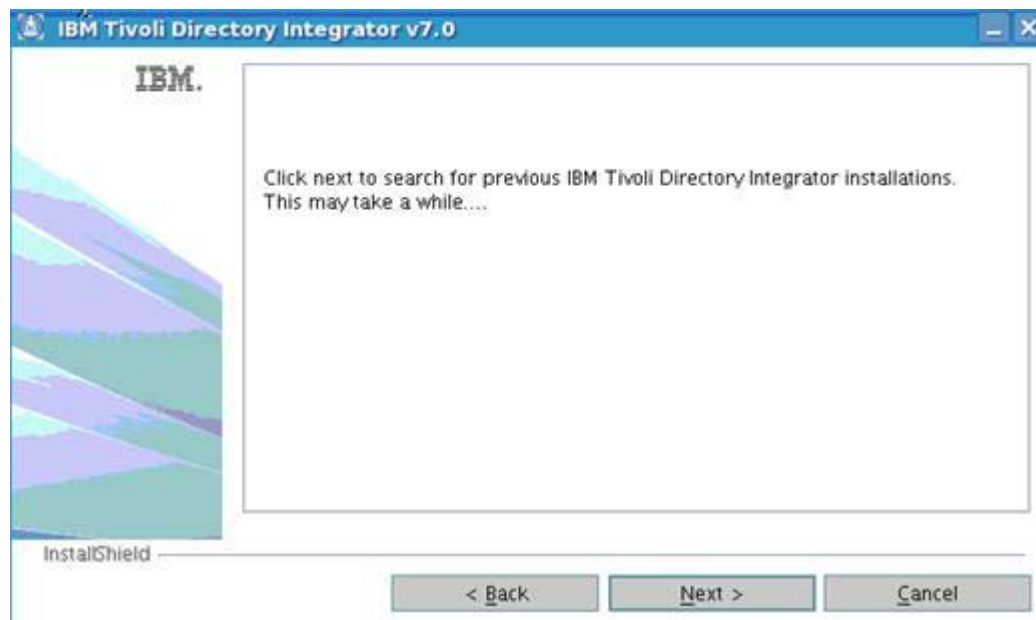 IBM Tivoli Directory Integrator v7.0
IBM.
Click next to search for previous IBM Tivoli Directory Integrator installations.
This may take a while....
InstallShield
< Back
Next >
Cancel